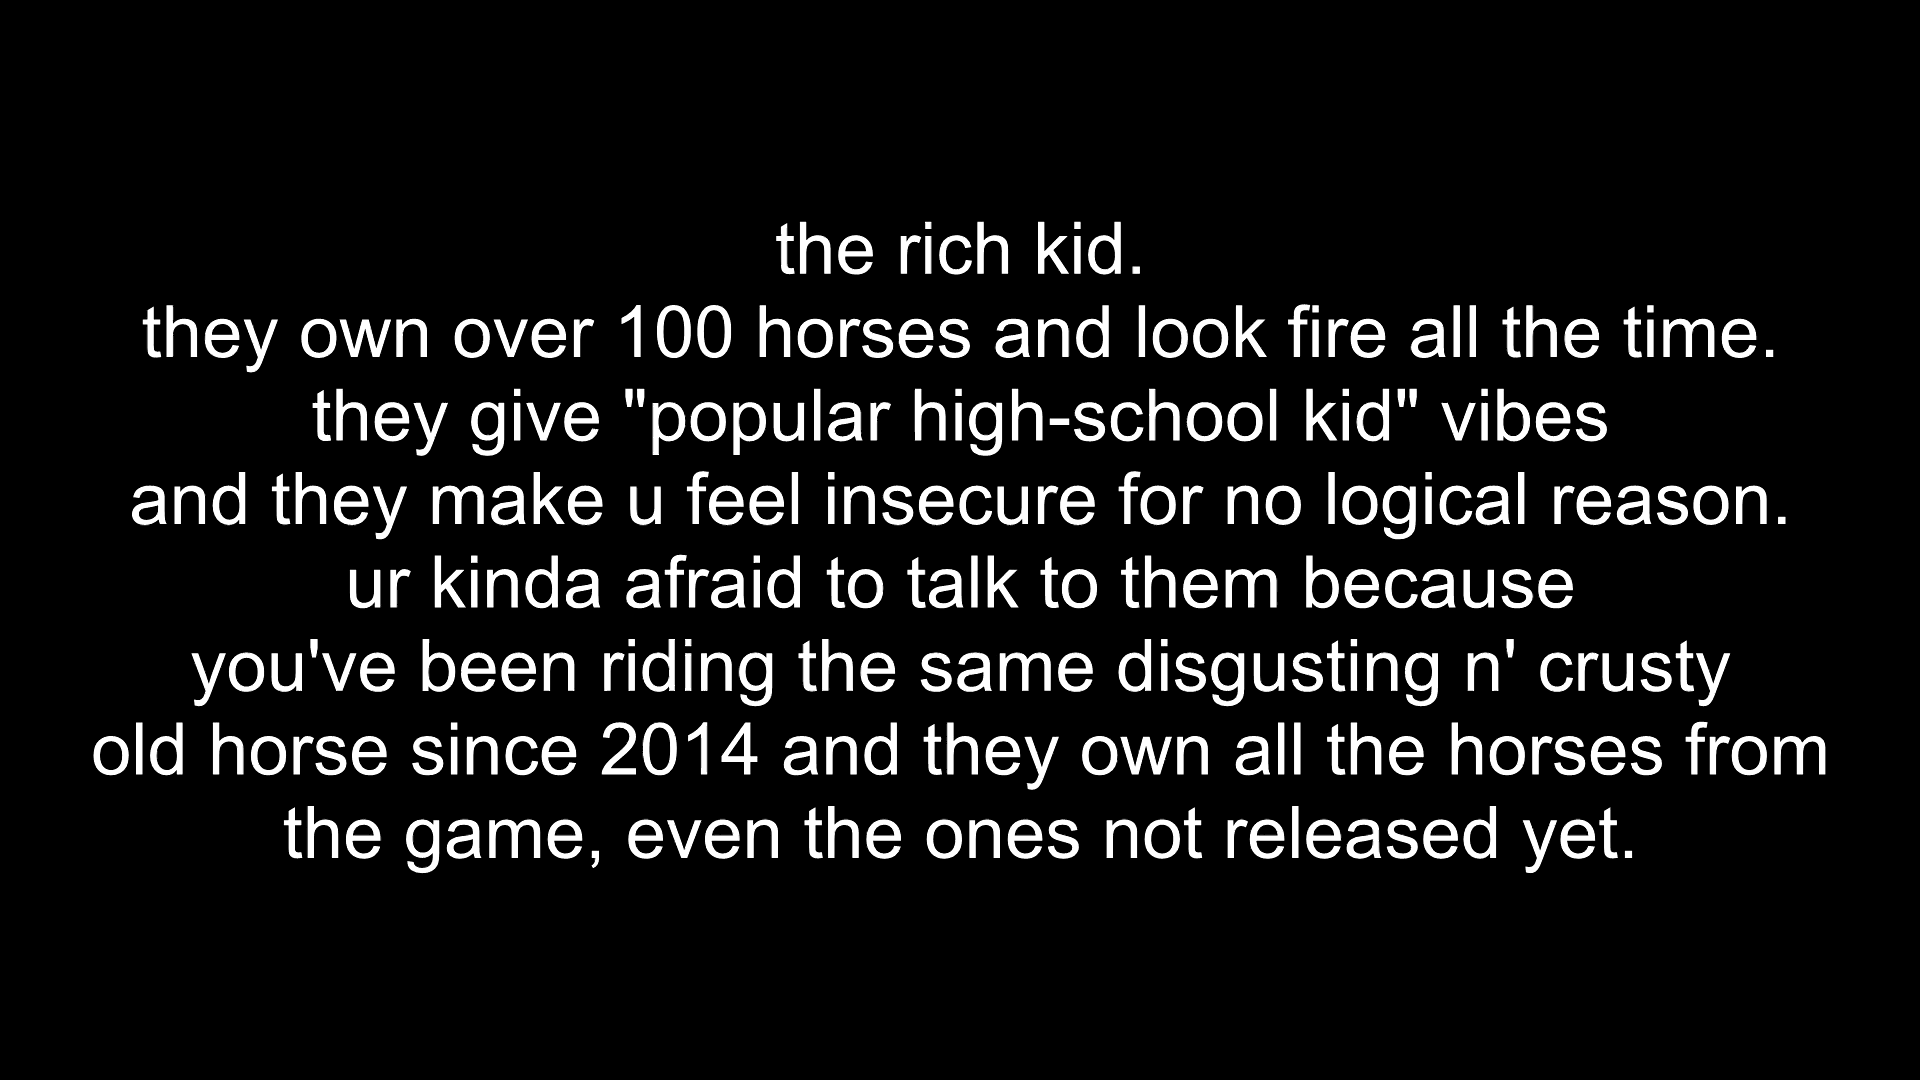 the rich kid.
they own over 100 horses and look fire all the time.
they give "popular high-school kid" vibes
and they make u feel insecure for no logical reason.
ur kinda afraid to talk to them because
you've been riding the same disgusting n' crusty
old horse since 2014 and they own all the horses from
the game, even the ones not released yet.